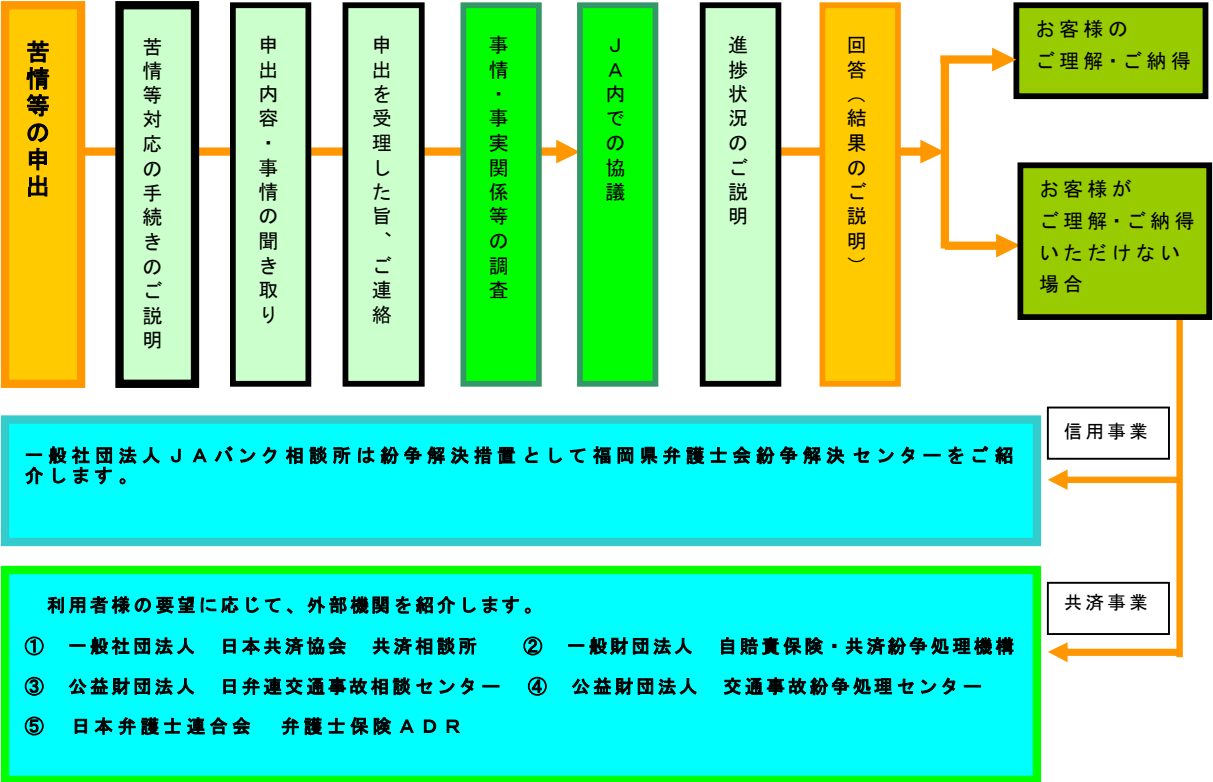 苦情等の申出
苦情等対応の手続きのご説明
申出内容・事情の聞き取り
申出を受理した旨、ご連絡
事情・事実関係等の調査
ＪＡ内での協議
進捗状況のご説明
回答（結果のご説明）
お客様の
ご理解・ご納得
お客様が
ご理解・ご納得
いただけない
場合
信用事業
一般社団法人ＪＡバンク相談所は紛争解決措置として福岡県弁護士会紛争解決センターをご紹
介します。
共済事業
利用者様の要望に応じて、外部機関を紹介します。
①　一般社団法人　日本共済協会　共済相談所　　②　一般財団法人　自賠責保険・共済紛争処理機構
③　公益財団法人　日弁連交通事故相談センター　④　公益財団法人　交通事故紛争処理センター
⑤　日本弁護士連合会　弁護士保険ＡＤＲ